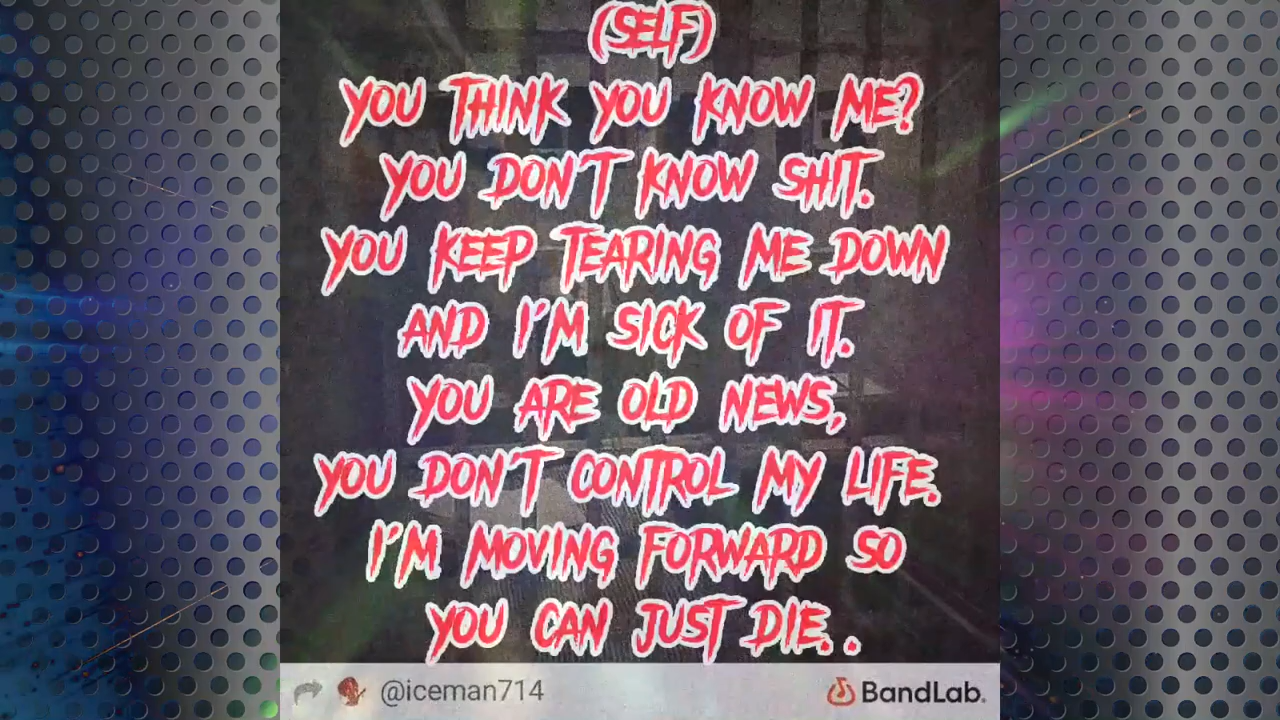 (SELF)
YOU THINK YOU KNOW ME?
YOU DON'T KNOW SHIT.
YOU KEEP TEARING ME DOWN
AND I'M SICK OF IT.
YOU ARE OLD NEWS,
YOU DON'T CONTROL MY LIFE.
I'M MOVING FORWARD SO
YOU CAN JUST DIE..
@iceman714 BandLab.